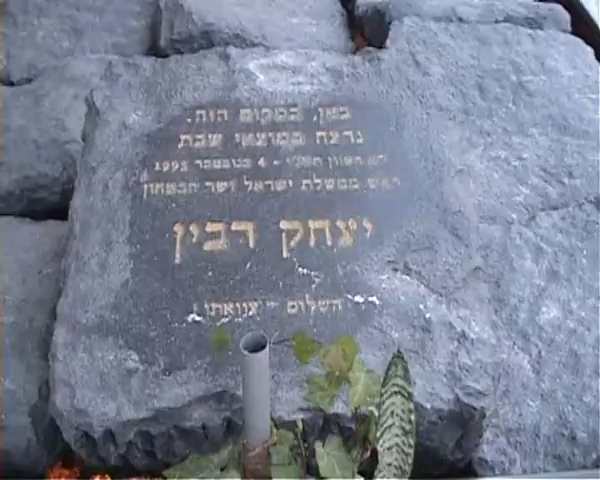 כאן, במקום הזה,
נרצח במוצאי שבת
י"א חשון תשנ"ו - 4 בנובמבר 1995
ראש ממשלת ישראל ושר הבטחון
יצחק רבין
השלום - צוואתו